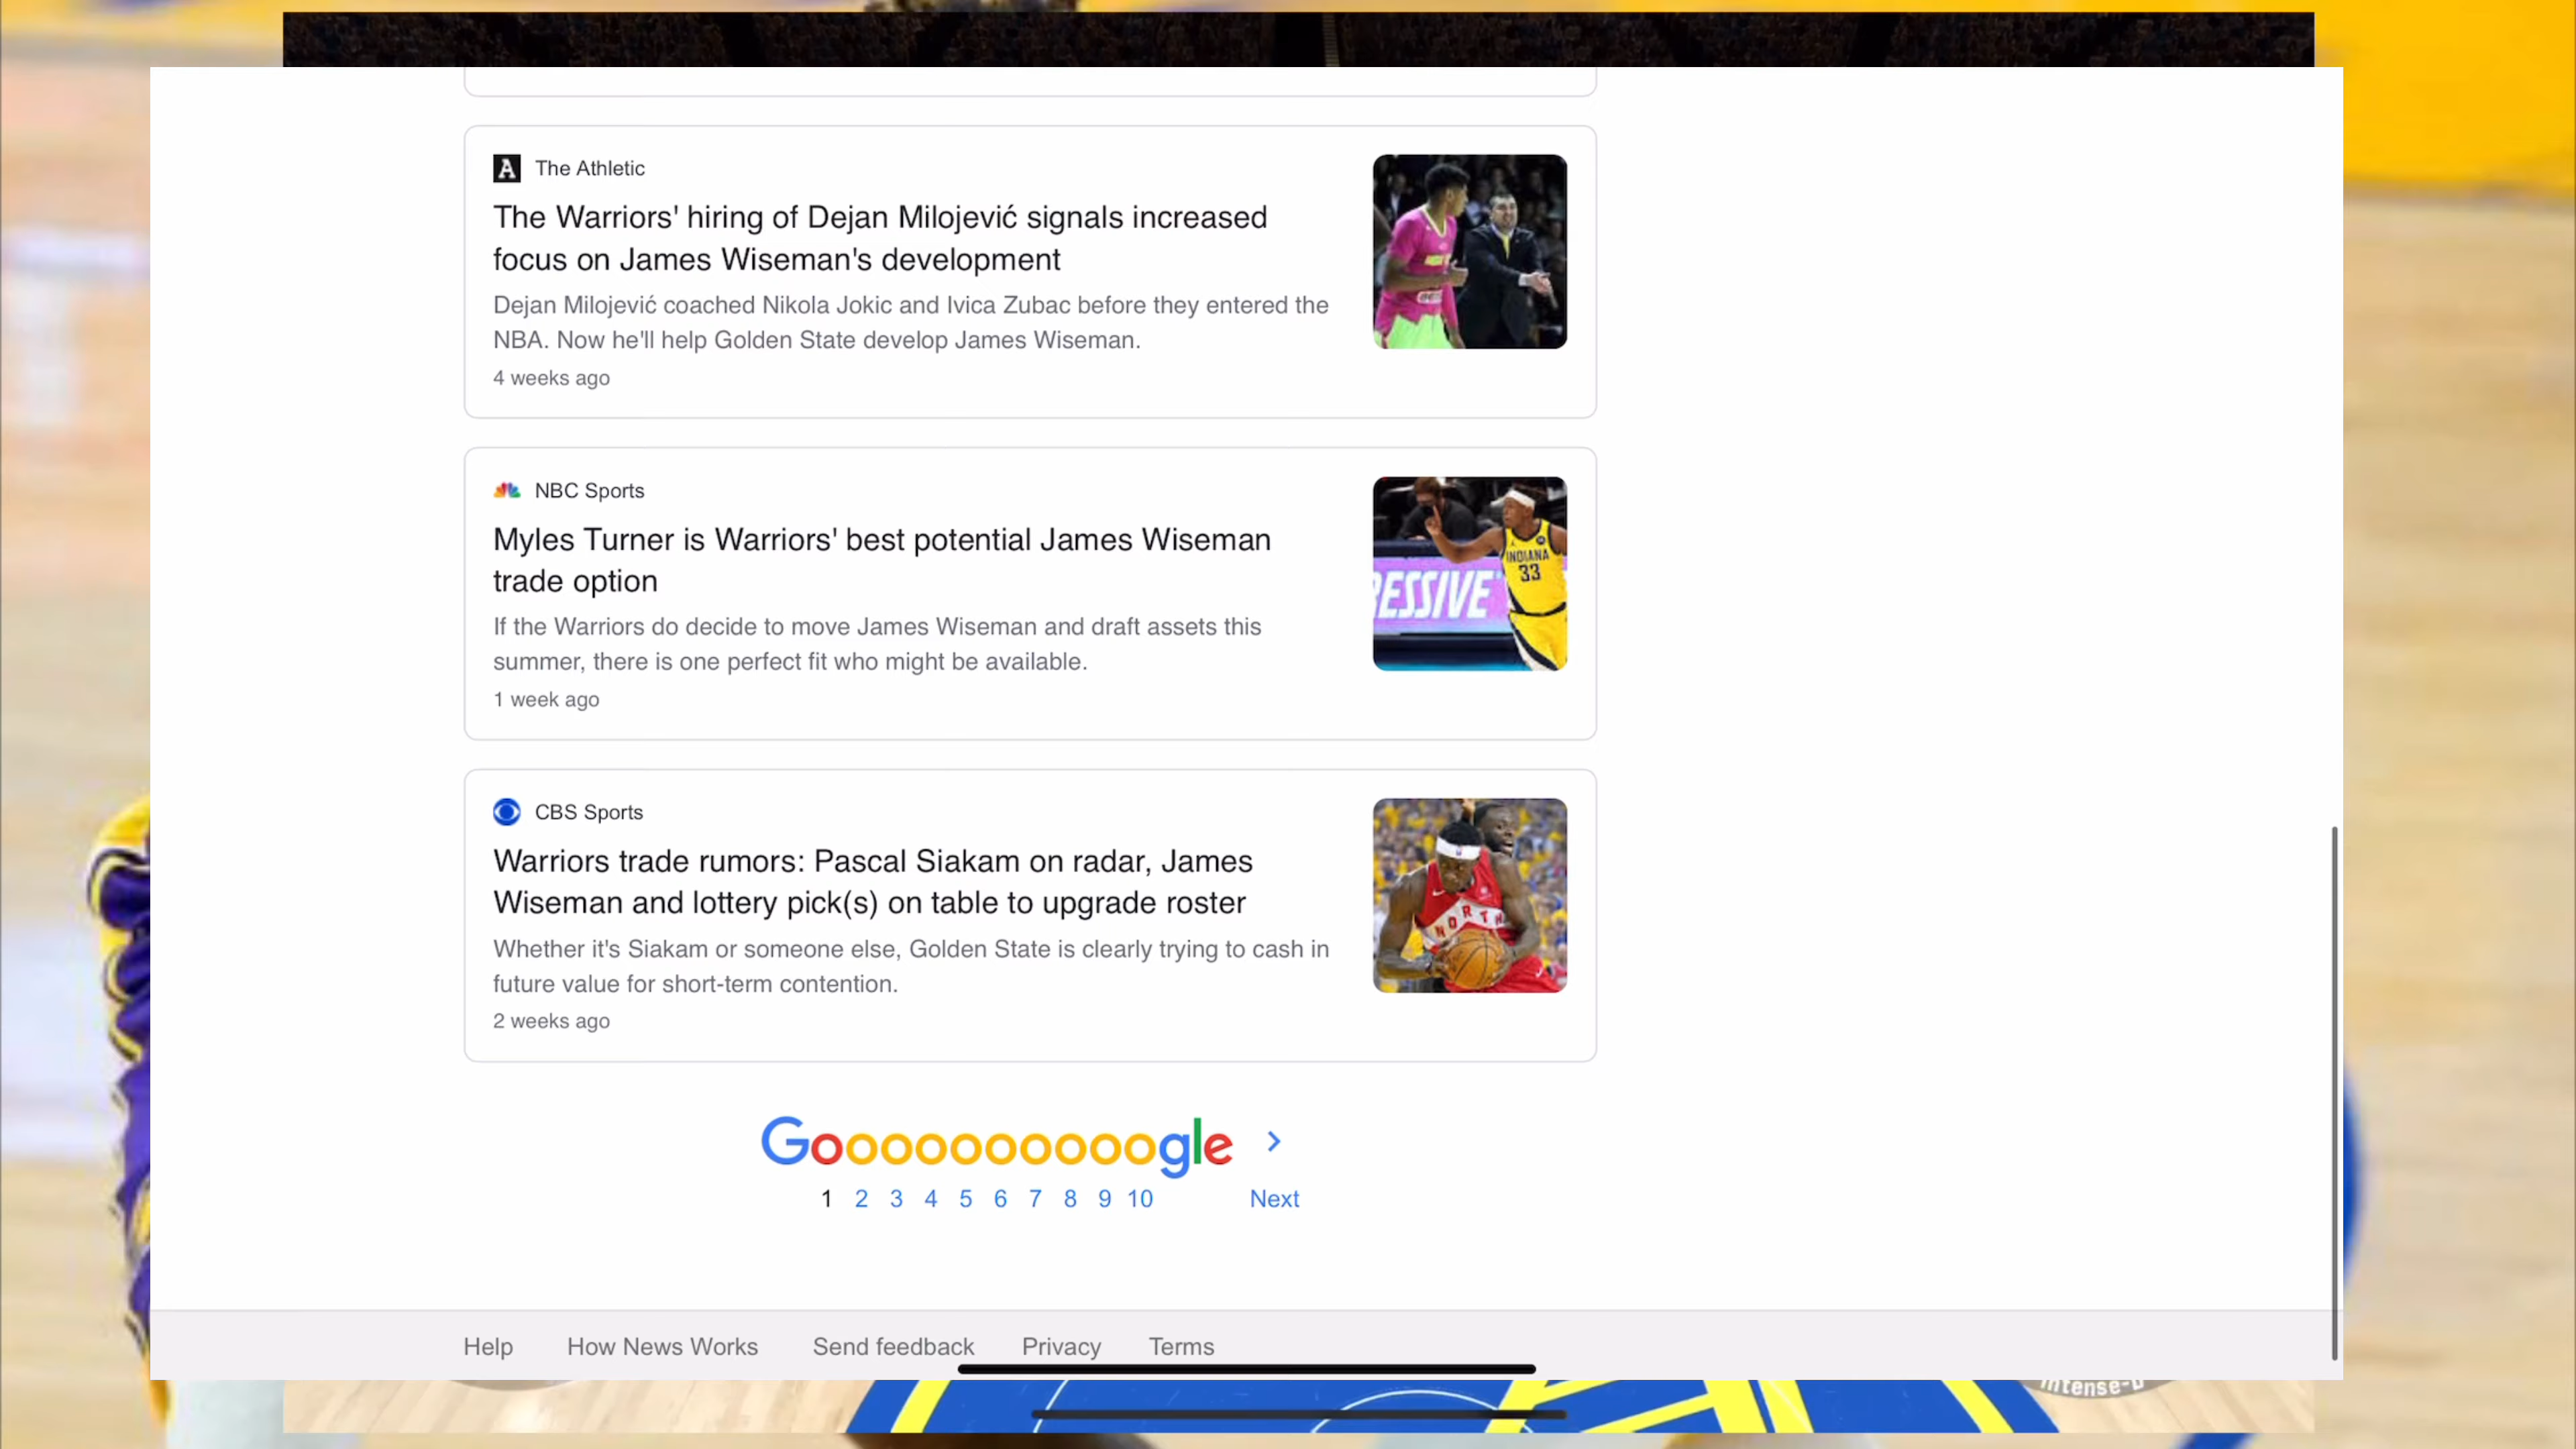 The Athletic
The Warriors' hiring of Dejan Milojević signals increased
focus on James Wiseman's development
Dejan Milojević coached Nikola Jokic and Ivica Zubac before they entered the
NBA. Now he'll help Golden State develop James Wiseman.
4 weeks ago
NBC Sports
Myles Turner is Warriors' best potential James Wiseman
trade option
If the Warriors do decide to move James Wiseman and draft assets this
summer, there is one perfect fit who might be available.
1 week ago
INDIANA
33
RESSIVE
CBS Sports
Warriors trade rumors: Pascal Siakam on radar, James
Wiseman and lottery pick(s) on table to upgrade roster
Whether it's Siakam or someone else, Golden State is clearly trying to cash in
future value for short-term contention.
2 weeks ago
NORTH
Goooooooooogle
1 2 3 4 5 6 7 8 9 10 Next
Help How News Works Send feedback Privacy Terms